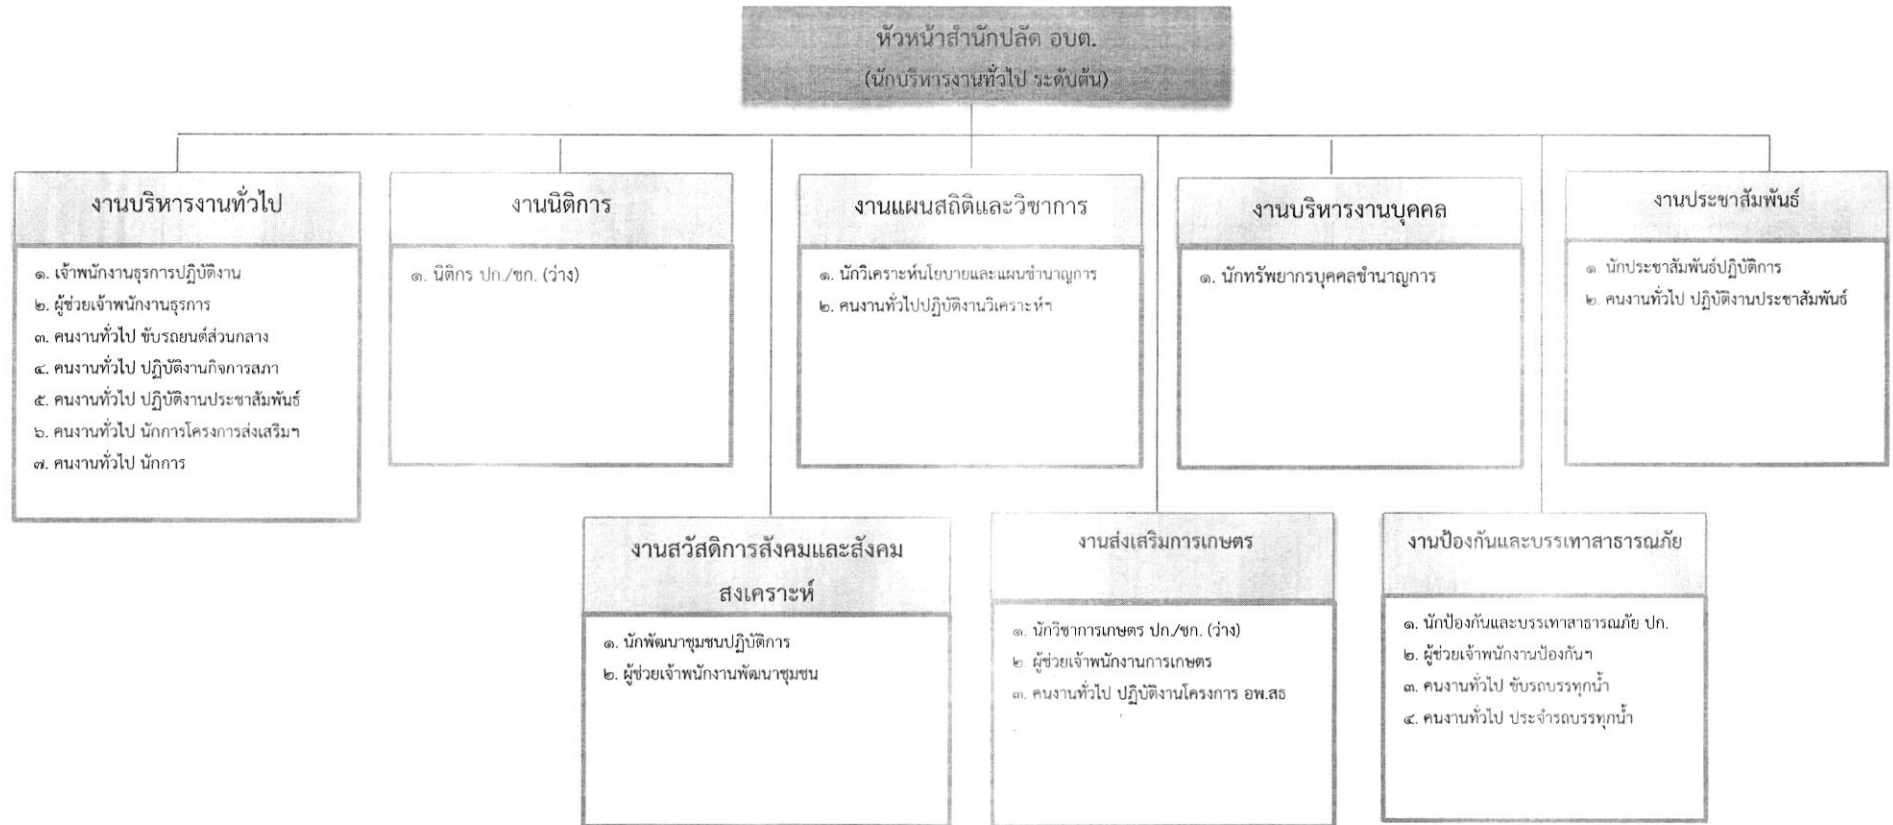 หัวหน้าสำนักปลัด อบต.
(นักบริหารงานทั่วไป ระดับต้น)
งานบริหารงานทั่วไป
๑. เจ้าพนักงานธุรการปฏิบัติงาน
๒. ผู้ช่วยเจ้าพนักงานธุรการ
๓. คนงานทั่วไป ขับรถยนต์ส่วนกลาง
๔. คนงานทั่วไป ปฏิบัติงานกิจการสภา
๕. คนงานทั่วไป ปฏิบัติงานประชาสัมพันธ์
๖. คนงานทั่วไป นักการโครงการส่งเสริมฯ
๗. คนงานทั่วไป นักการ
งานนิติการ
๑. นิติกร ปก./ชก. (ว่าง)
งานแผนสถิติและวิชาการ
๑. นักวิเคราะห์นโยบายและแผนชำนาญการ
๒. คนงานทั่วไปปฏิบัติงานวิเคราะห์ฯ
งานบริหารงานบุคคล
๑. นักทรัพยากรบุคคลชำนาญการ
งานประชาสัมพันธ์
๑. นักประชาสัมพันธ์ปฏิบัติการ
๒. คนงานทั่วไป ปฏิบัติงานประชาสัมพันธ์
งานสวัสดิการสังคมและสังคม
สงเคราะห์
๑. นักพัฒนาชุมชนปฏิบัติการ
๒. ผู้ช่วยเจ้าพนักงานพัฒนาชุมชน
งานส่งเสริมการเกษตร
๑. นักวิชาการเกษตร ปก./ชก. (ว่าง)
๒. ผู้ช่วยเจ้าพนักงานการเกษตร
๓. คนงานทั่วไป ปฏิบัติงานโครงการ อพ.สธ
งานป้องกันและบรรเทาสาธารณภัย
๑. นักป้องกันและบรรเทาสาธารณภัย ปก.
๒. ผู้ช่วยเจ้าพนักงานป้องกันฯ
๓. คนงานทั่วไป ขับรถบรรทุกน้ำ
๔. คนงานทั่วไป ประจำรถบรรทุกน้ำ